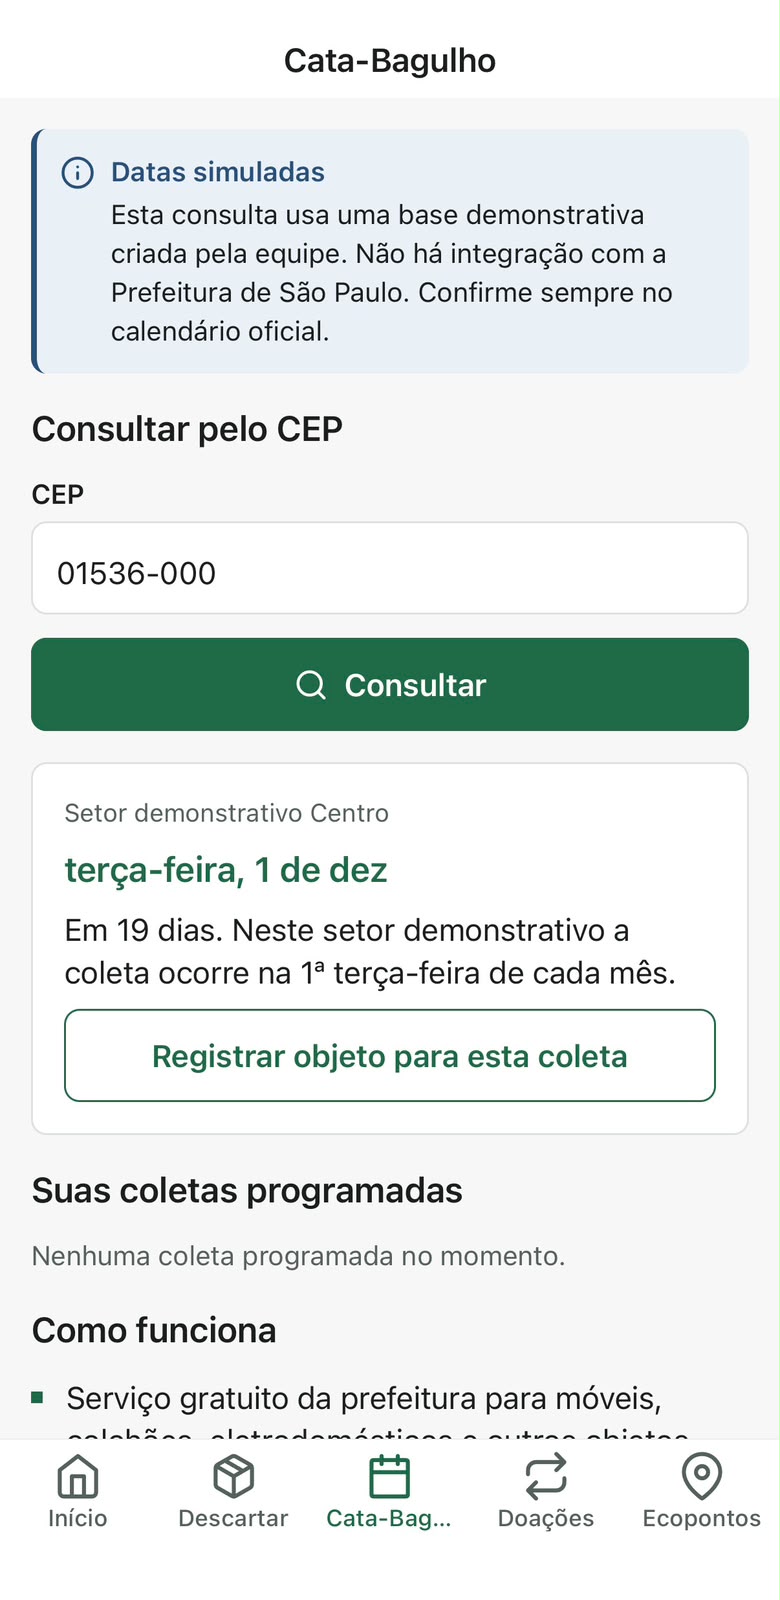 Cata-Bagulho
Datas simuladas
Esta consulta usa uma base demonstrativa
criada pela equipe. Não há integração com a
Prefeitura de São Paulo. Confirme sempre no
calendário oficial.
Consultar pelo CEP
CEP
01536-000
Consultar
Setor demonstrativo Centro
terça-feira, 1 de dez
Em 19 dias. Neste setor demonstrativo a
coleta ocorre na 1ª terça-feira de cada mês.
Registrar objeto para esta coleta
Suas coletas programadas
Nenhuma coleta programada no momento.
Como funciona
Serviço gratuito da prefeitura para móveis,
colchões, eletrodomésticos e outros objetos
Início
Descartar
Cata-Bag...
Doações
Ecopontos